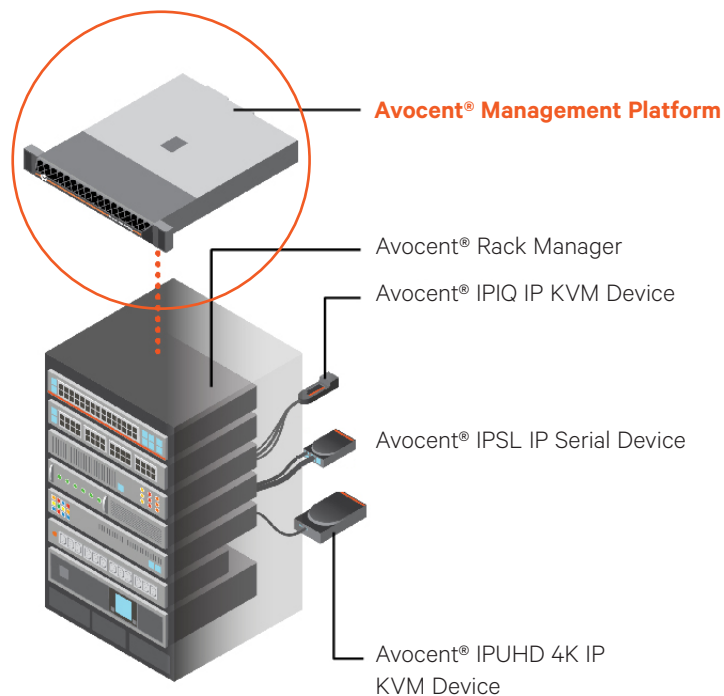 Avocent® Management Platform
Avocent® Rack Manager
Avocent® IPIQ IP KVM Device
Avocent® IPSL IP Serial Device
Avocent® IPUHD 4K IP
KVM Device